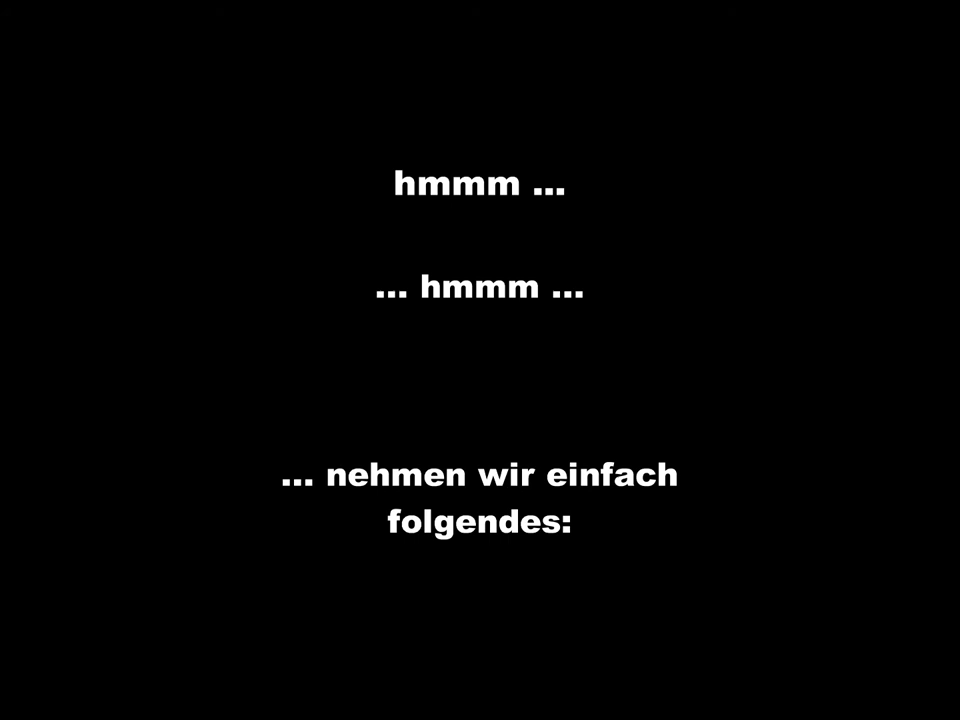 hmmm ...
... hmmm ...
... nehmen wir einfach
folgendes: